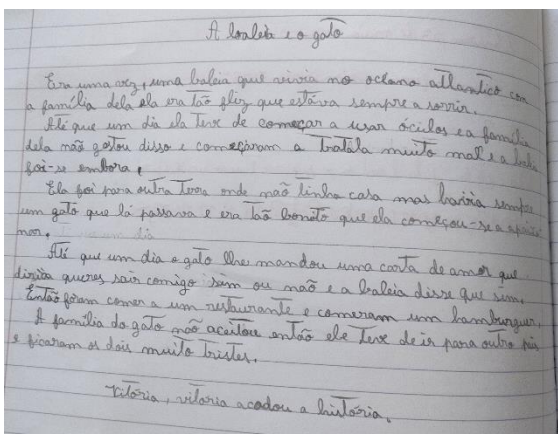 A baleia e o gato
Era uma vez, uma baleia que vivia no oceano atlantico com
a família dela ela era tão fliz que estáva sempre a sorrir.
Até que um dia ela teve de começar a usar óculos e a família
dela não gostou disso e começaram a tratála muito mal e a baleia
foi-se embora.
Ela foi para outra terra onde não tinha casa mas havia sempre
um gato que lá passava e era tão bonito que ela começou-se a apaixo
nar.
Até que um dia o gato lhe mandou uma carta de amor que
dizia queres sair comigo sim ou não e a baleia disse que sim.
Então foram comer a um restaurante e comeram um hamburguer.
A família do gato não aceitou então ele teve de ir para outro país
e ficaram os dois muito tristes.
Vitória, vitória acabou a história.